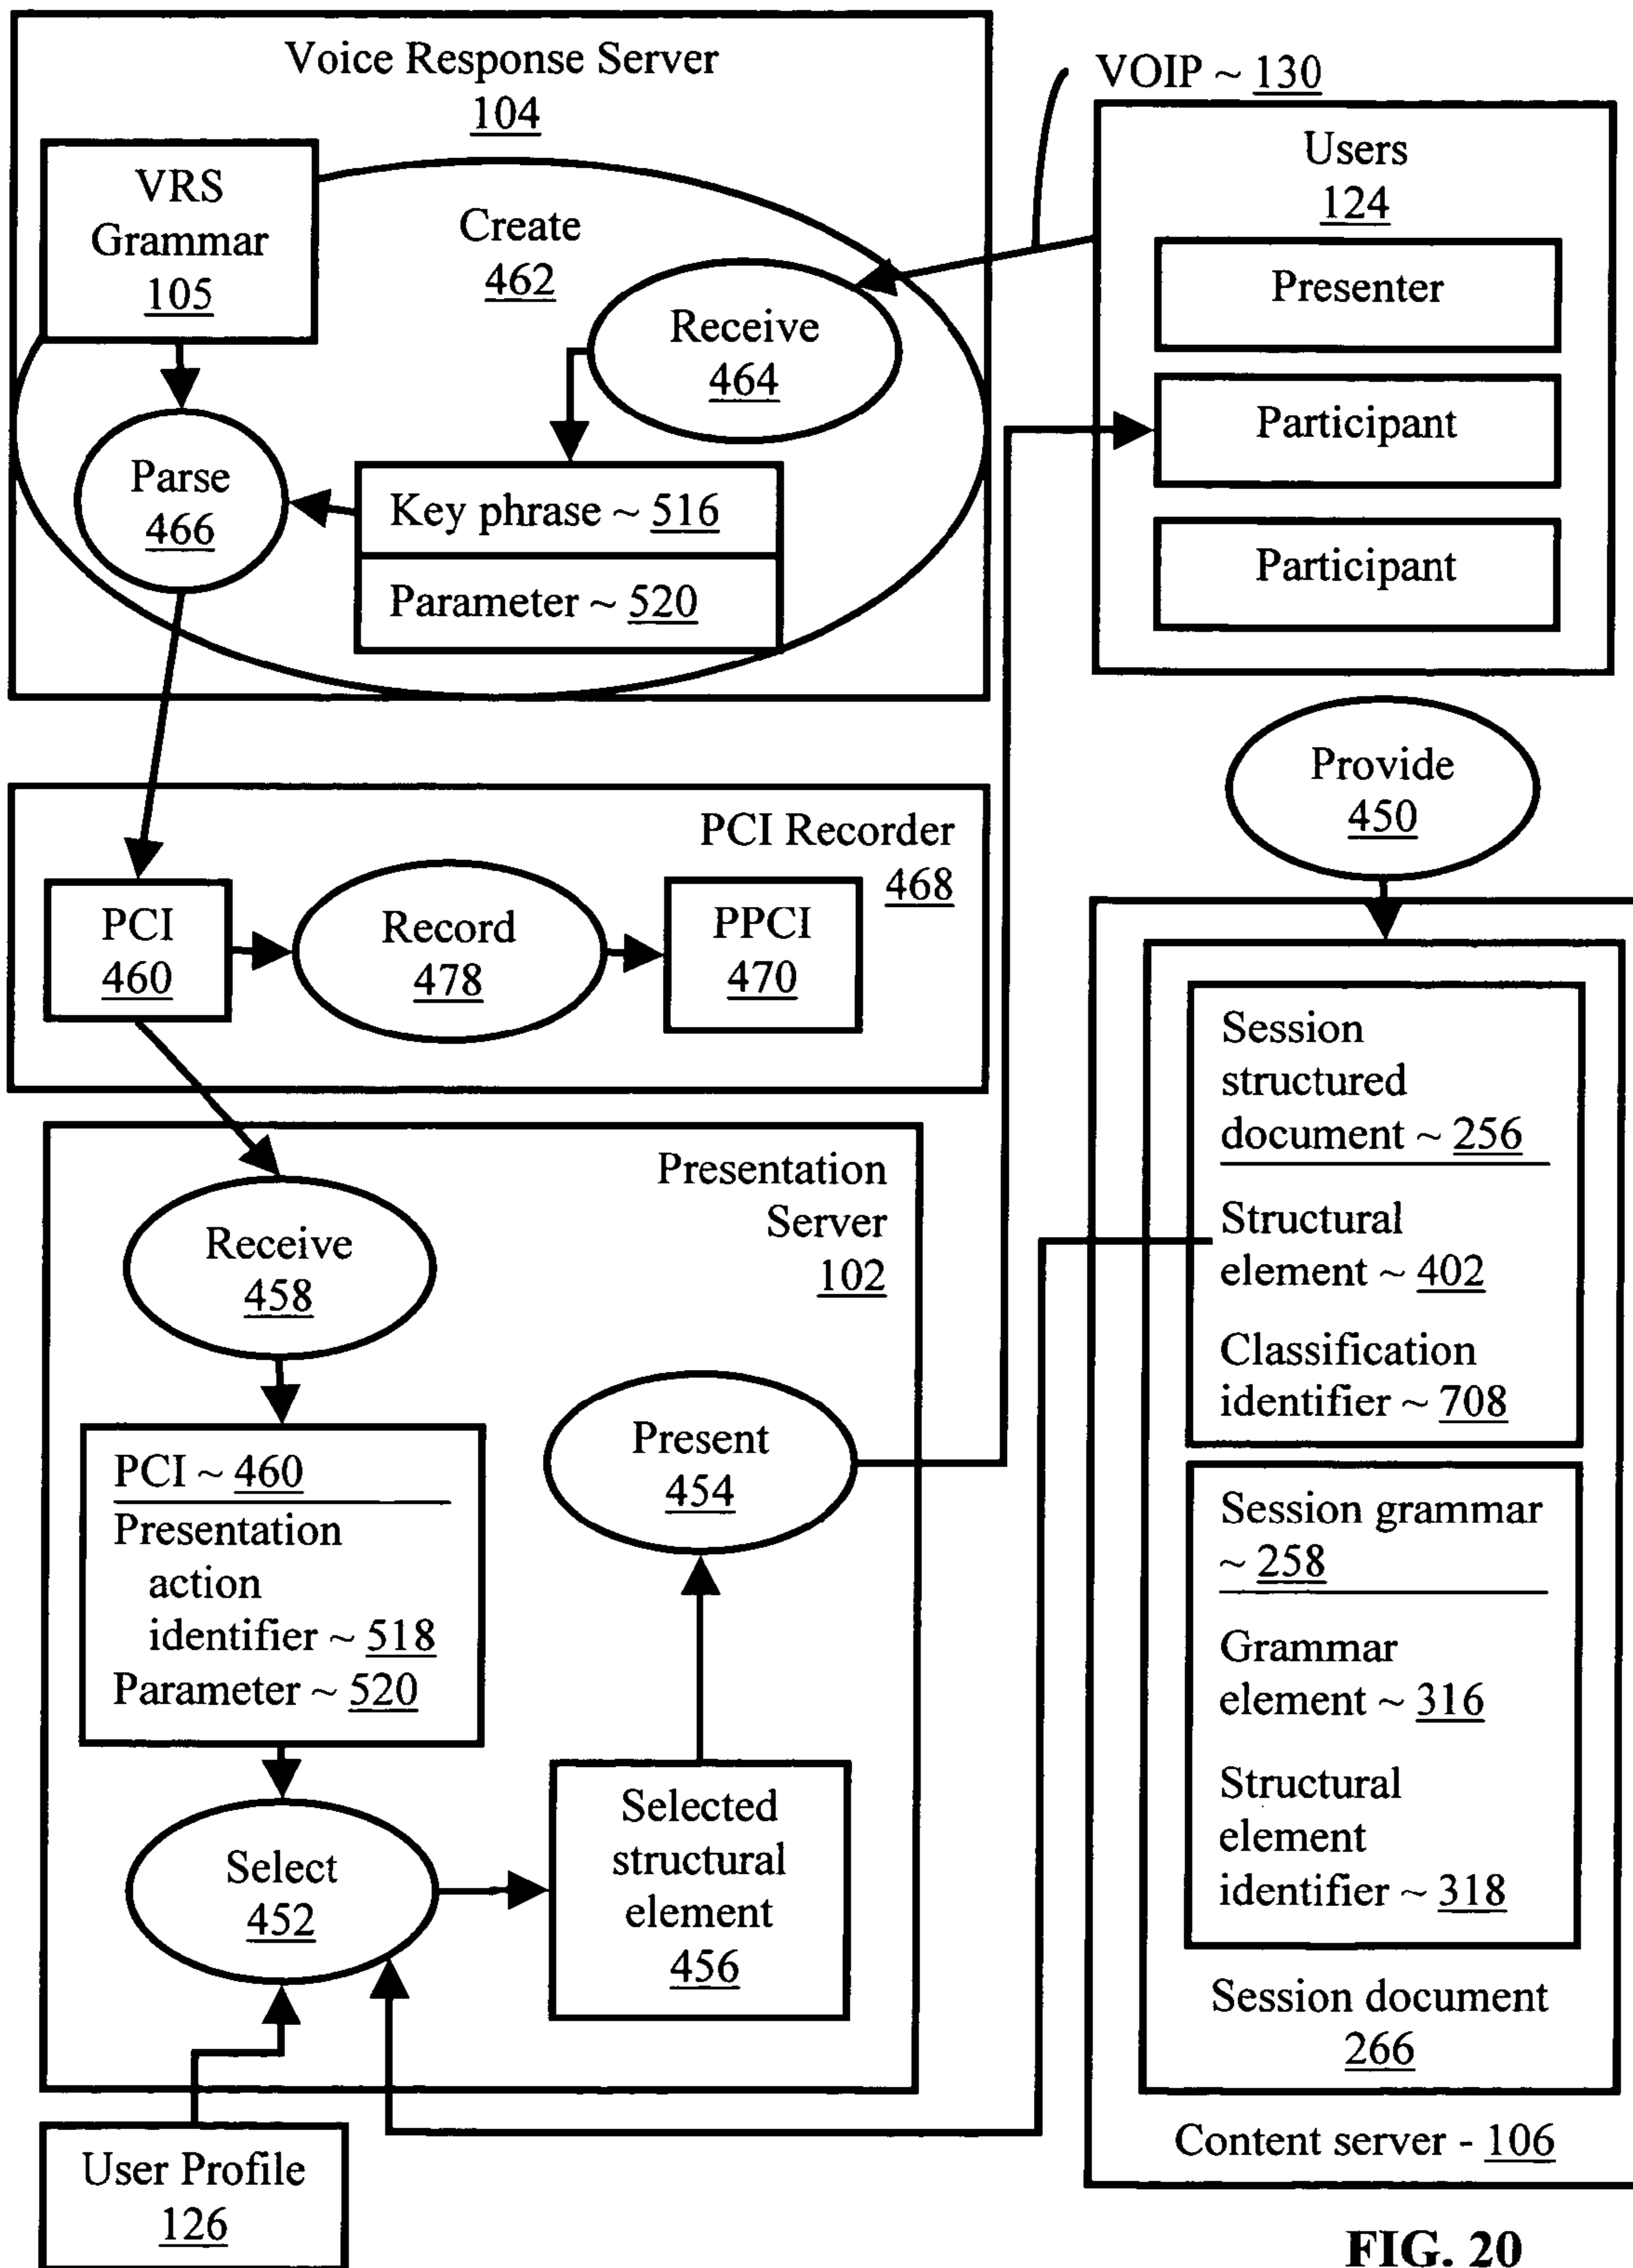 Voice Response Server
104
VRS
Grammar
105
Create
462
Receive
464
Parse
466
Key phrase ~ 516
Parameter ~ 520
VOIP ~ 130
Users
124
Presenter
Participant
Participant
Provide
450
PCI Recorder
468
PCI
460
Record
478
PPCI
470
Presentation
Server
102
Receive
458
PCI ~ 460
Presentation
action
identifier ~ 518
Parameter ~ 520
Present
454
Select
452
Selected
structural
element
456
User Profile
126
Session
structured
document ~ 256
Structural
element ~ 402
Classification
identifier ~ 708
Session grammar
~ 258
Grammar
element ~ 316
Structural
element
identifier ~ 318
Session document
266
Content server - 106
FIG. 20